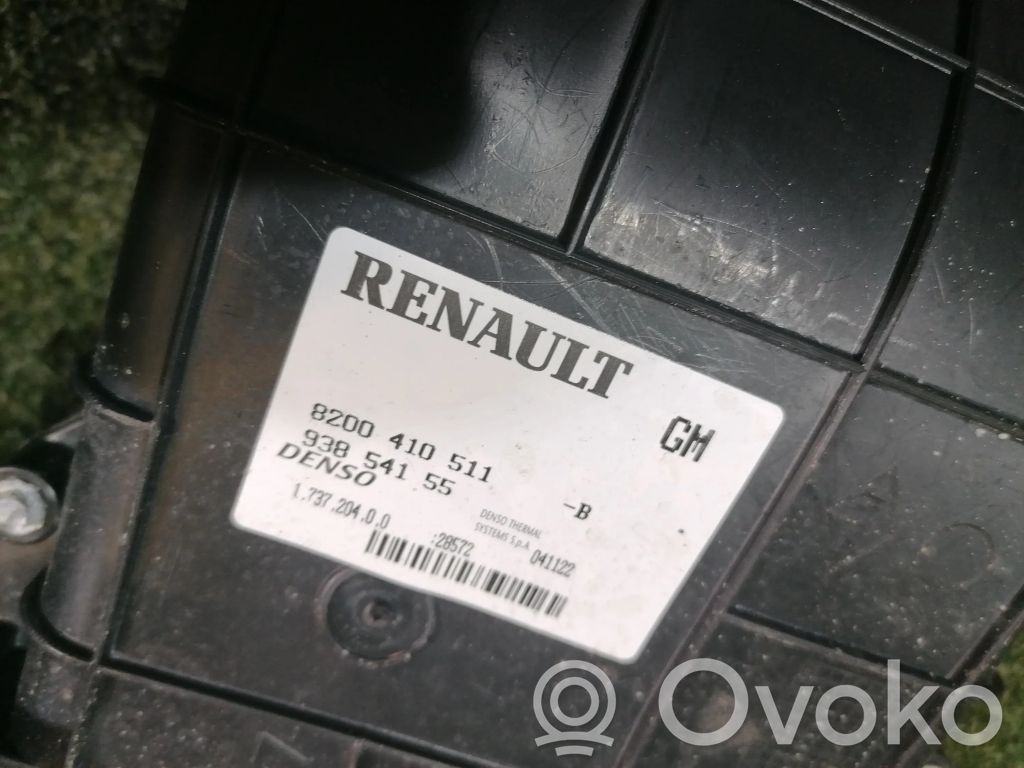 RENAULT
GM
8200 410 511
938 541 55
-B
DENSO
DENSO THERMAL
SYSTEMS S.p.A
1.737.204.0.0
:28572
041122
Ovoko